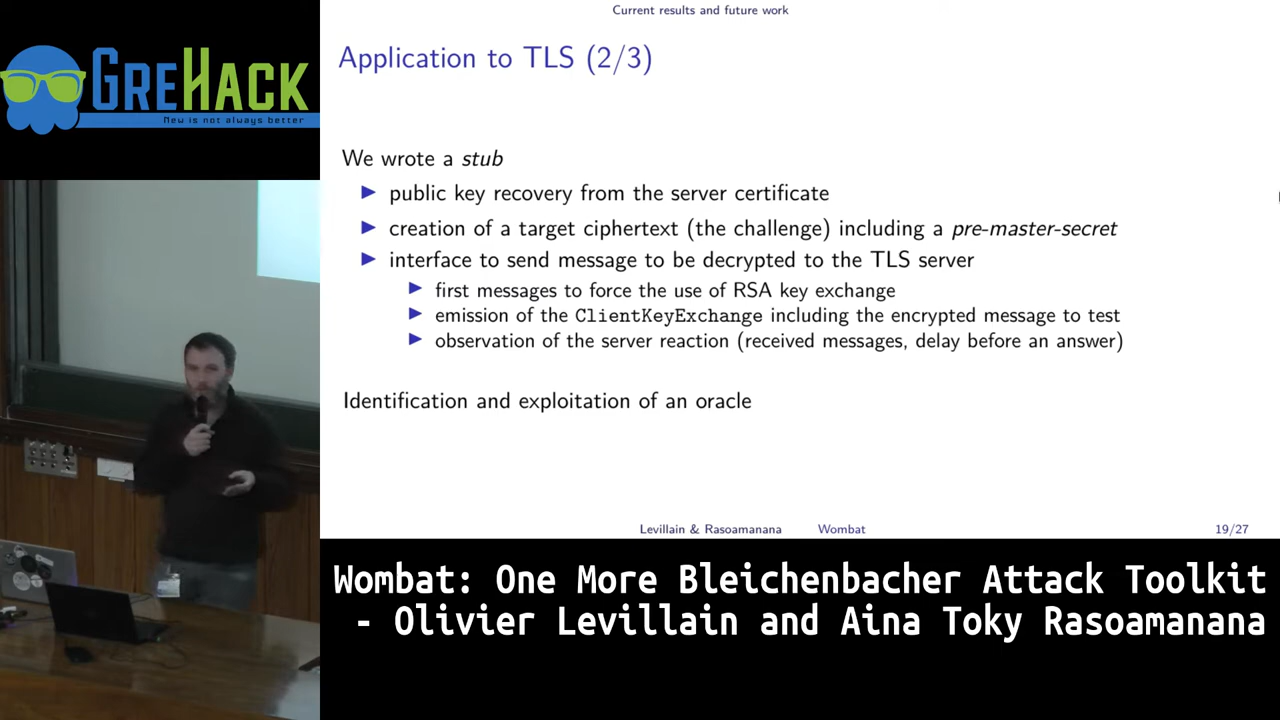 Current results and future work
GREHACK
New is not always better
Application to TLS (2/3)
We wrote a stub
public key recovery from the server certificate
creation of a target ciphertext (the challenge) including a pre-master-secret
interface to send message to be decrypted to the TLS server
first messages to force the use of RSA key exchange
emission of the ClientKeyExchange including the encrypted message to test
observation of the server reaction (received messages, delay before an answer)
Identification and exploitation of an oracle
Levillain & Rasoamanana Wombat 19/27
Wombat: One More Bleichenbacher Attack Toolkit
- Olivier Levillain and Aina Toky Rasoamanana